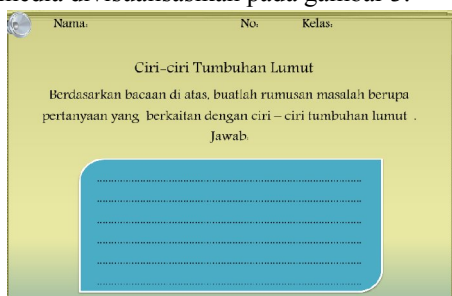 media divisualisasikan pada gambar 3.
Nama: No: Kelas:
Ciri-ciri Tumbuhan Lumut
Berdasarkan bacaan di atas, buatlah rumusan masalah berupa
pertanyaan yang berkaitan dengan ciri – ciri tumbuhan lumut .
Jawab: